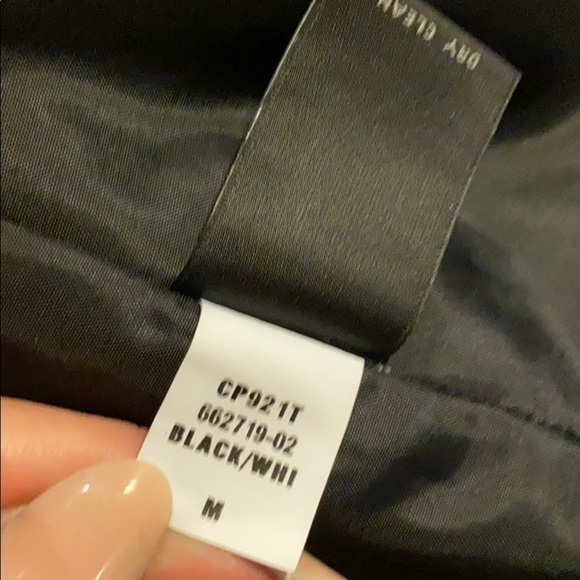 DRY CLEAN
CP921T
662719-02
BLACK/WHI
M